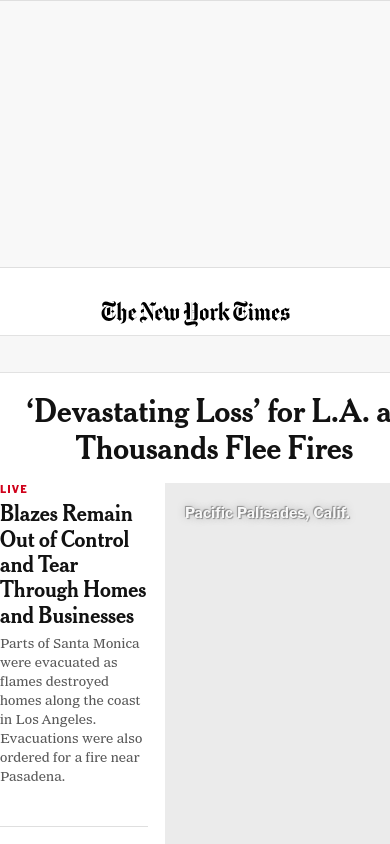 The New York Times
‘Devastating Loss’ for L.A. a
Thousands Flee Fires
LIVE
Blazes Remain
Out of Control
and Tear
Through Homes
and Businesses
Parts of Santa Monica
were evacuated as
flames destroyed
homes along the coast
in Los Angeles.
Evacuations were also
ordered for a fire near
Pasadena.
Pacific Palisades, Calif.